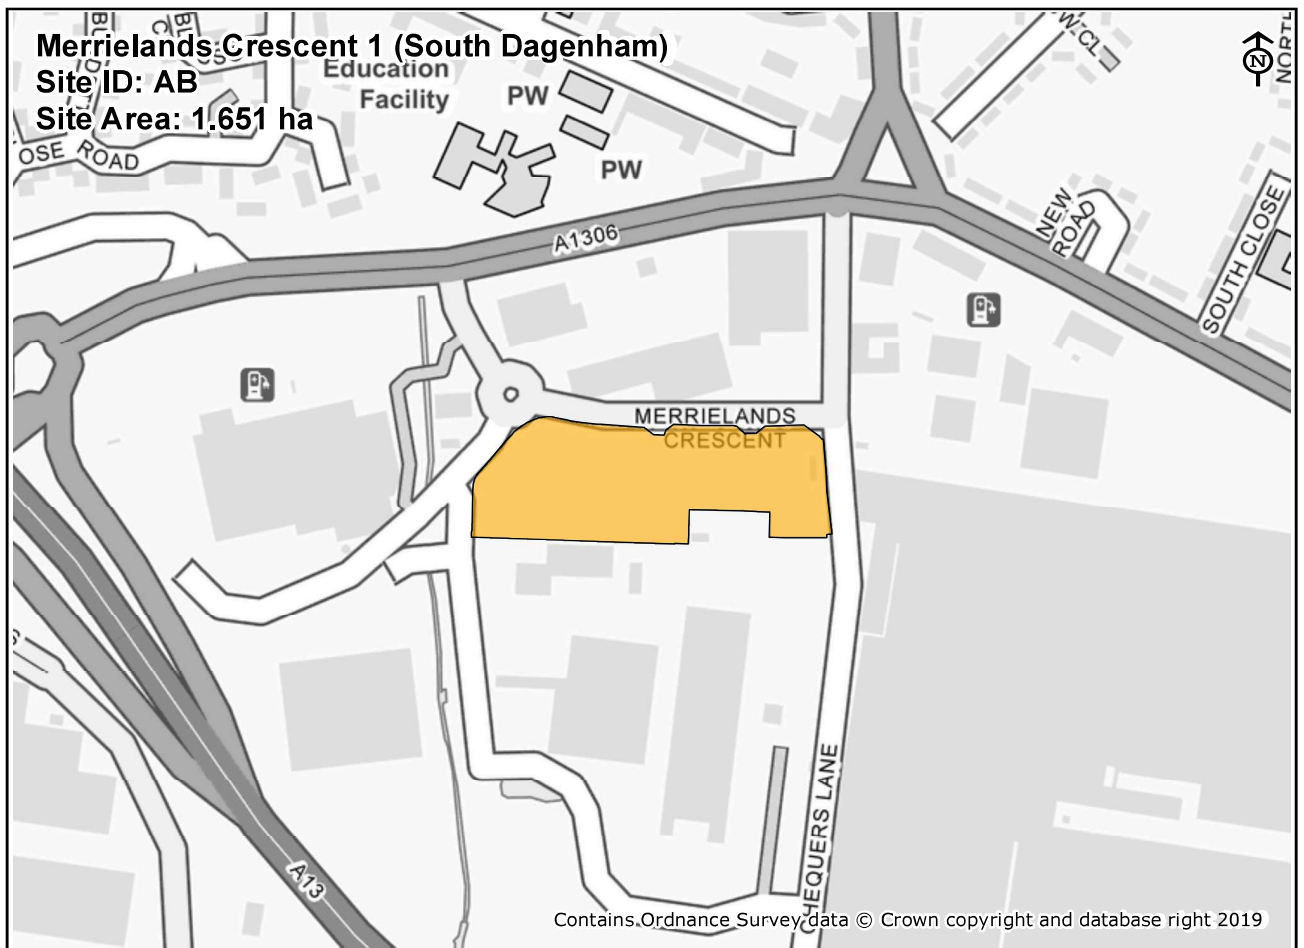 Merrielands Crescent 1 (South Dagenham)
Site ID: AB
Site Area: 1.651 ha
N
Education
Facility
PW
PW
OSE ROAD
A1306
NEW
ROAD
SOUTH CLOSE
MERRIELANDS
CRESCENT
CHEQUERS LANE
A13
Contains Ordnance Survey data © Crown copyright and database right 2019